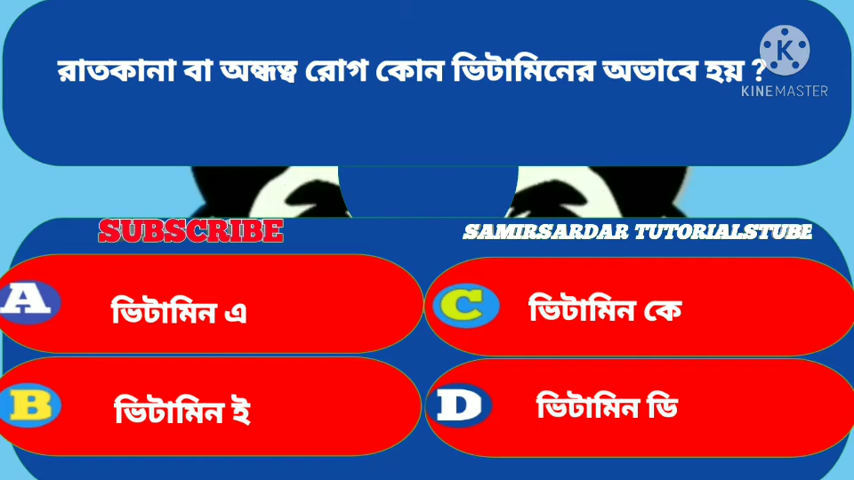 রাতকানা বা অন্ধত্ব রোগ কোন ভিটামিনের অভাবে হয় ?
K
KINEMASTER
SUBSCRIBE
SAMIRSARDAR TUTORIALSTUBE
A ভিটামিন এ
C ভিটামিন কে
B ভিটামিন ই
D ভিটামিন ডি